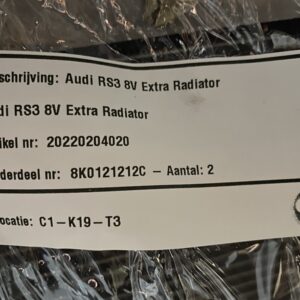 schrijving: Audi RS3 8V Extra Radiator
di RS3 8V Extra Radiator
ikel nr: 20220204020
derdeel nr: 8K0121212C - Aantal: 2
ocatie: C1-K19-T3